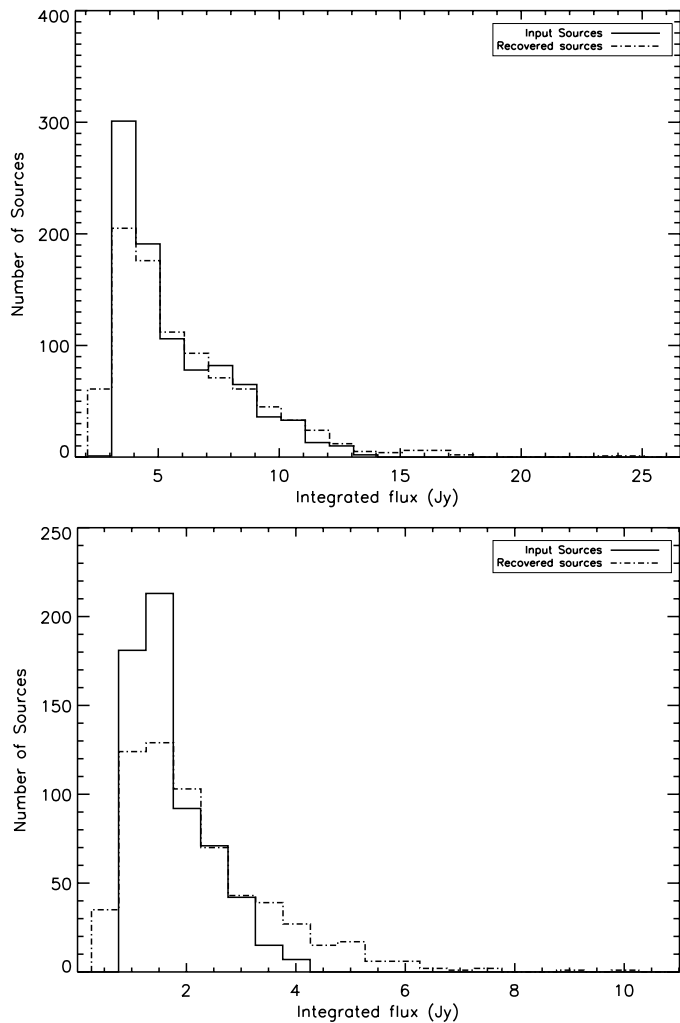 400
300
200
100
0
Number of Sources
Input Sources
Recovered sources
5 10 15 20 25
Integrated flux (Jy)
250
200
150
100
50
0
Number of Sources
Input Sources
Recovered sources
2 4 6 8 10
Integrated flux (Jy)